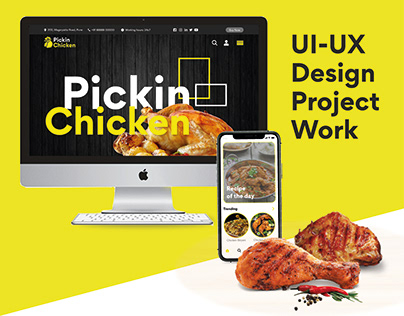 Pickin
Chicken
Pickin
Chicken
UI-UX
Design
Project
Work
Recipe
of the day
Trending